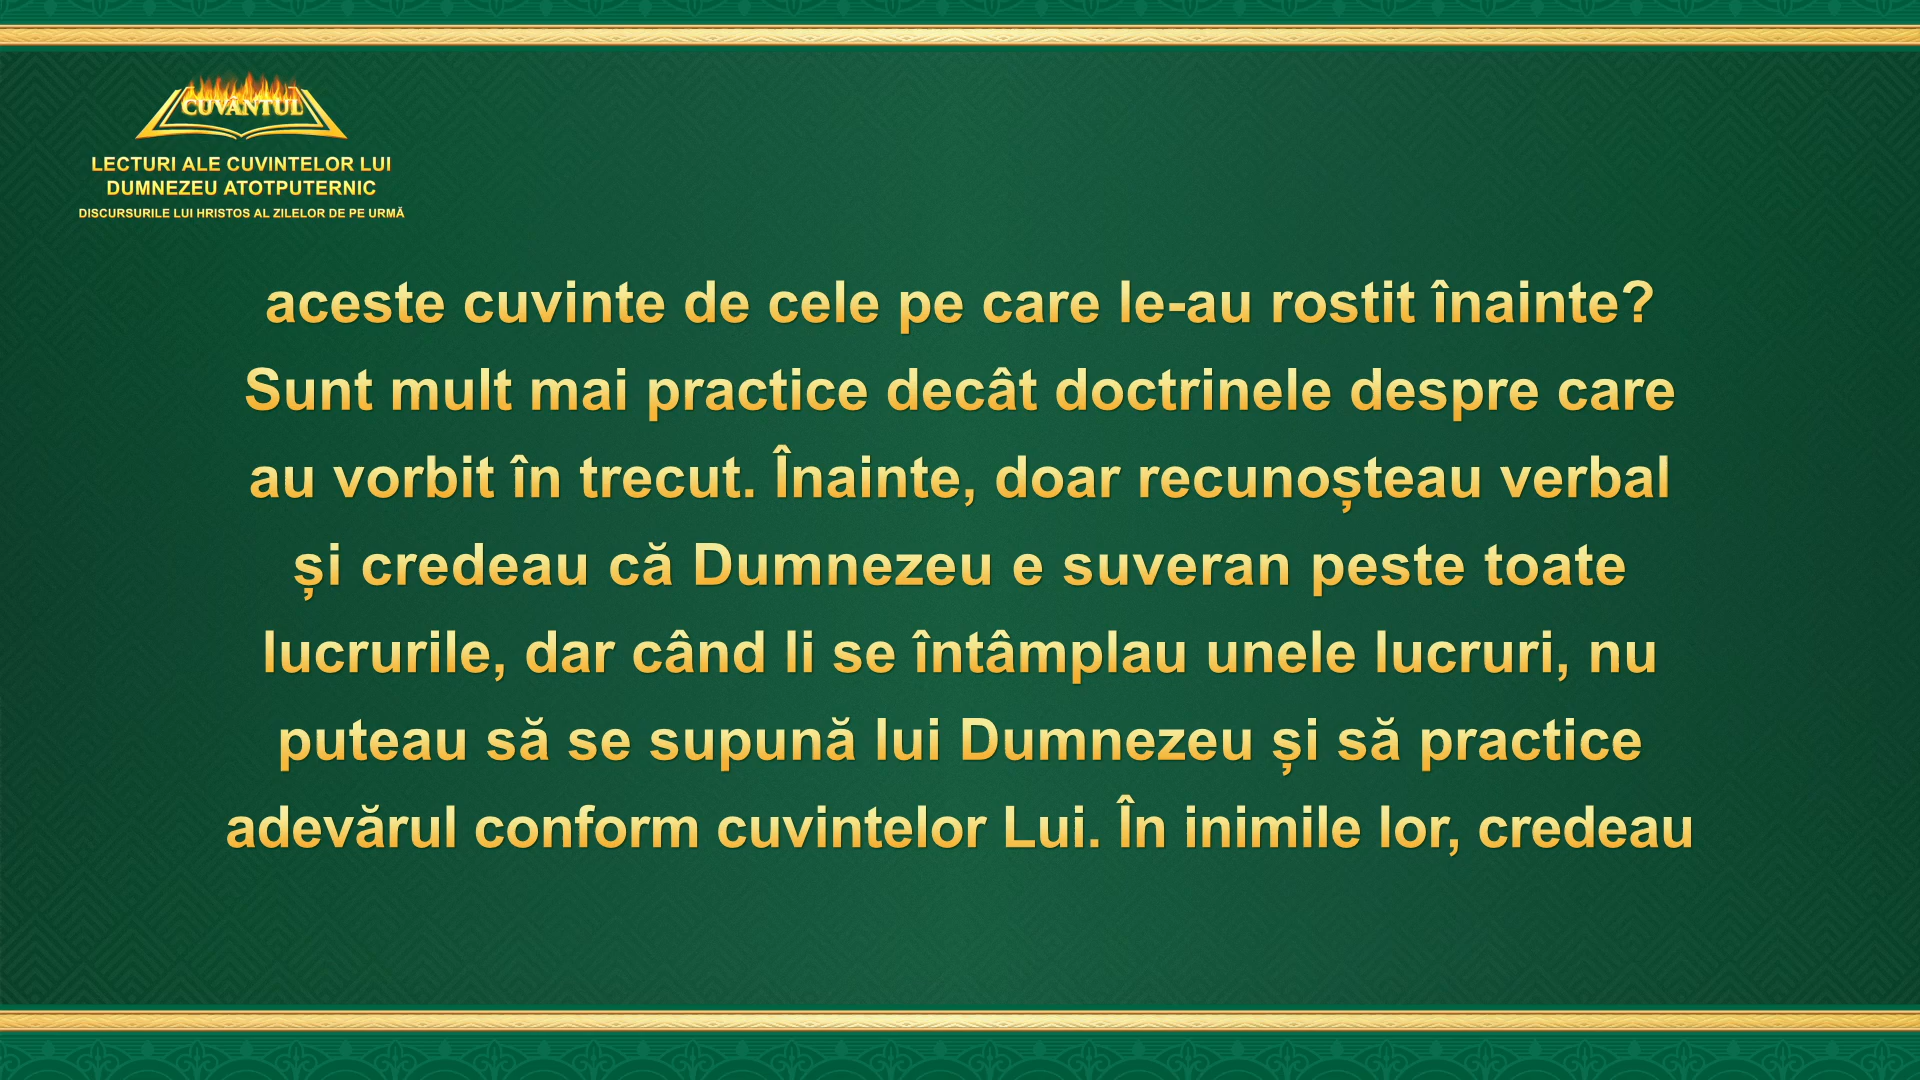 CUVÂNTUL
LECTURI ALE CUVINTELOR LUI
DUMNEZEU ATOTPUTERNIC
DISCURSURILE LUI HRISTOS AL ZILELOR DE PE URMĂ
aceste cuvinte de cele pe care le-au rostit înainte?
Sunt mult mai practice decât doctrinele despre care
au vorbit în trecut. Înainte, doar recunoșteau verbal
și credeau că Dumnezeu e suveran peste toate
lucrurile, dar când li se întâmplau unele lucruri, nu
puteau să se supună lui Dumnezeu și să practice
adevărul conform cuvintelor Lui. În inimile lor, credeau